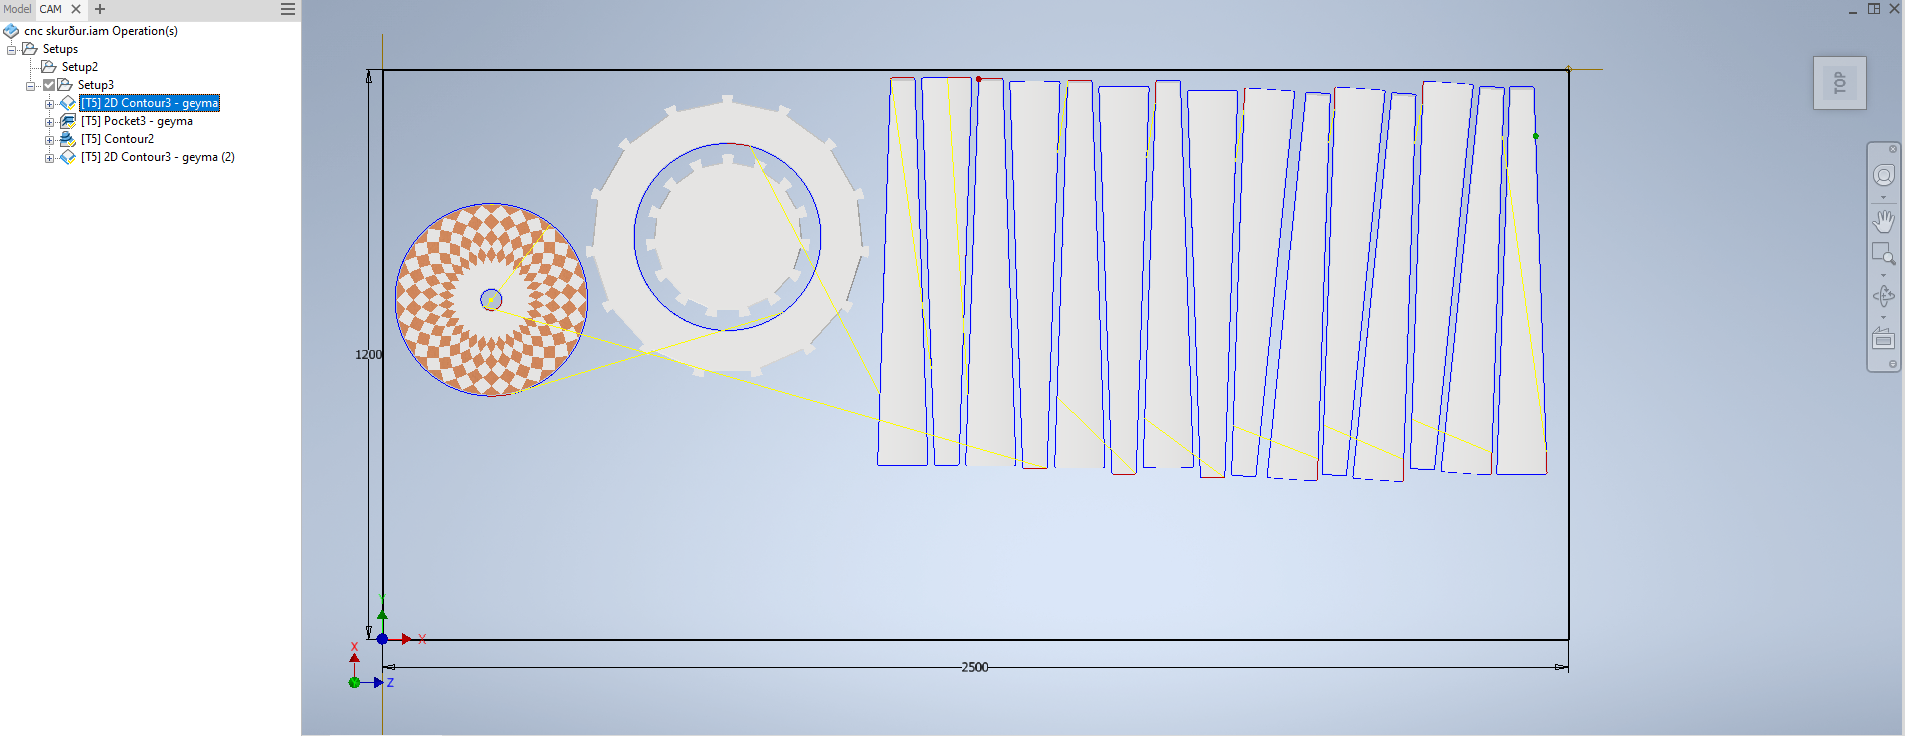 Model CAM
cnc skurður.iam Operation(s)
Setups
Setup2
Setup3
[T5] 2D Contour3 - geyma
[T5] Pocket3 - geyma
[T5] Contour2
[T5] 2D Contour3 - geyma (2)
TOP
1200
Y
X
2500
X
Y
Z